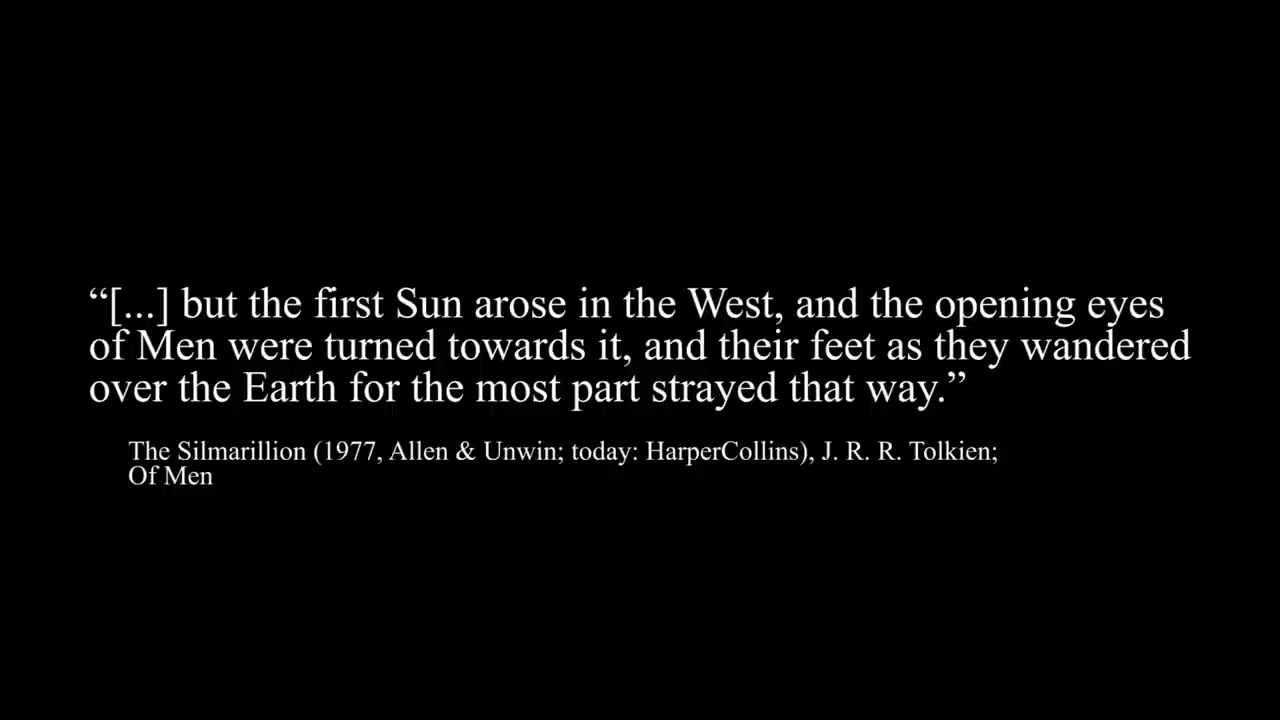 “[...] but the first Sun arose in the West, and the opening eyes
of Men were turned towards it, and their feet as they wandered
over the Earth for the most part strayed that way.”
The Silmarillion (1977, Allen & Unwin; today: HarperCollins), J. R. R. Tolkien;
Of Men